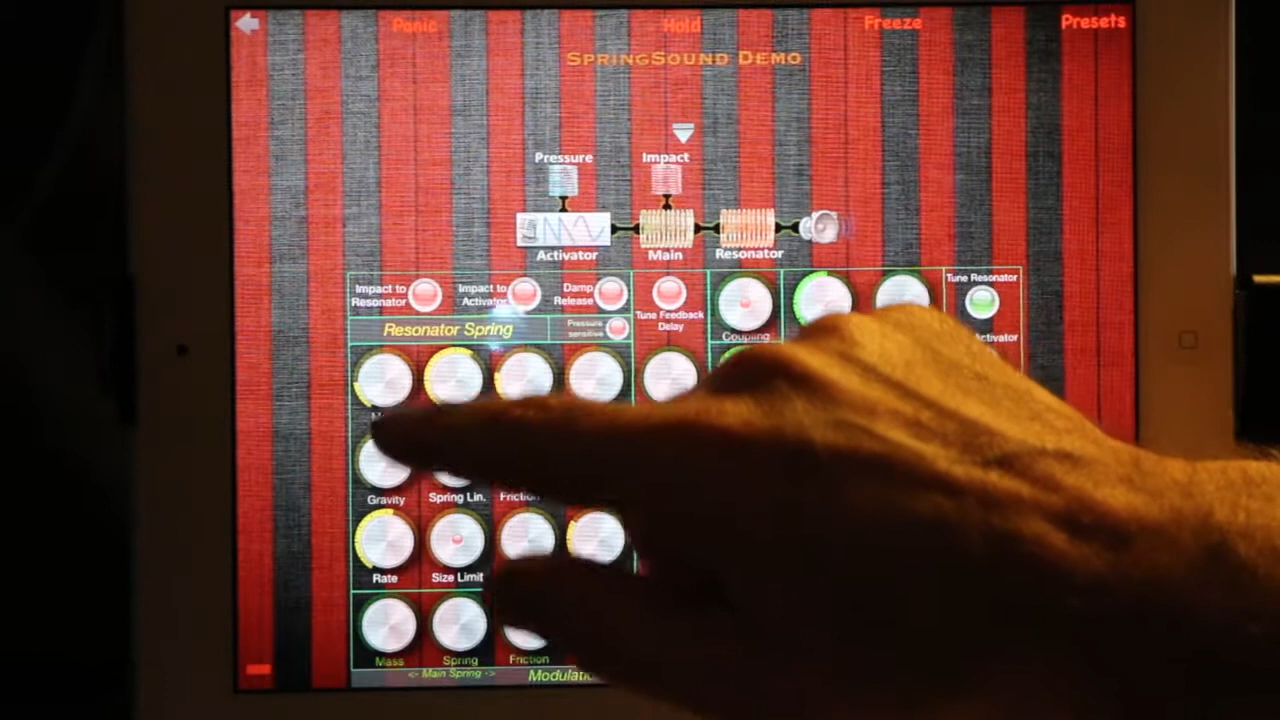 Panic Hold Freeze Presets
SpringSound Demo
Pressure Impact
Activator Main Resonator
Impact to
Resonator
Impact to
Activator
Damp
Release
Tune Feedback
Delay
Coupling
Tune Resonator
Activator
Resonator Spring
Pressure
sensitive
Gravity Spring Lin. Friction
Rate Size Limit
Mass Spring Friction
<- Main Spring ->